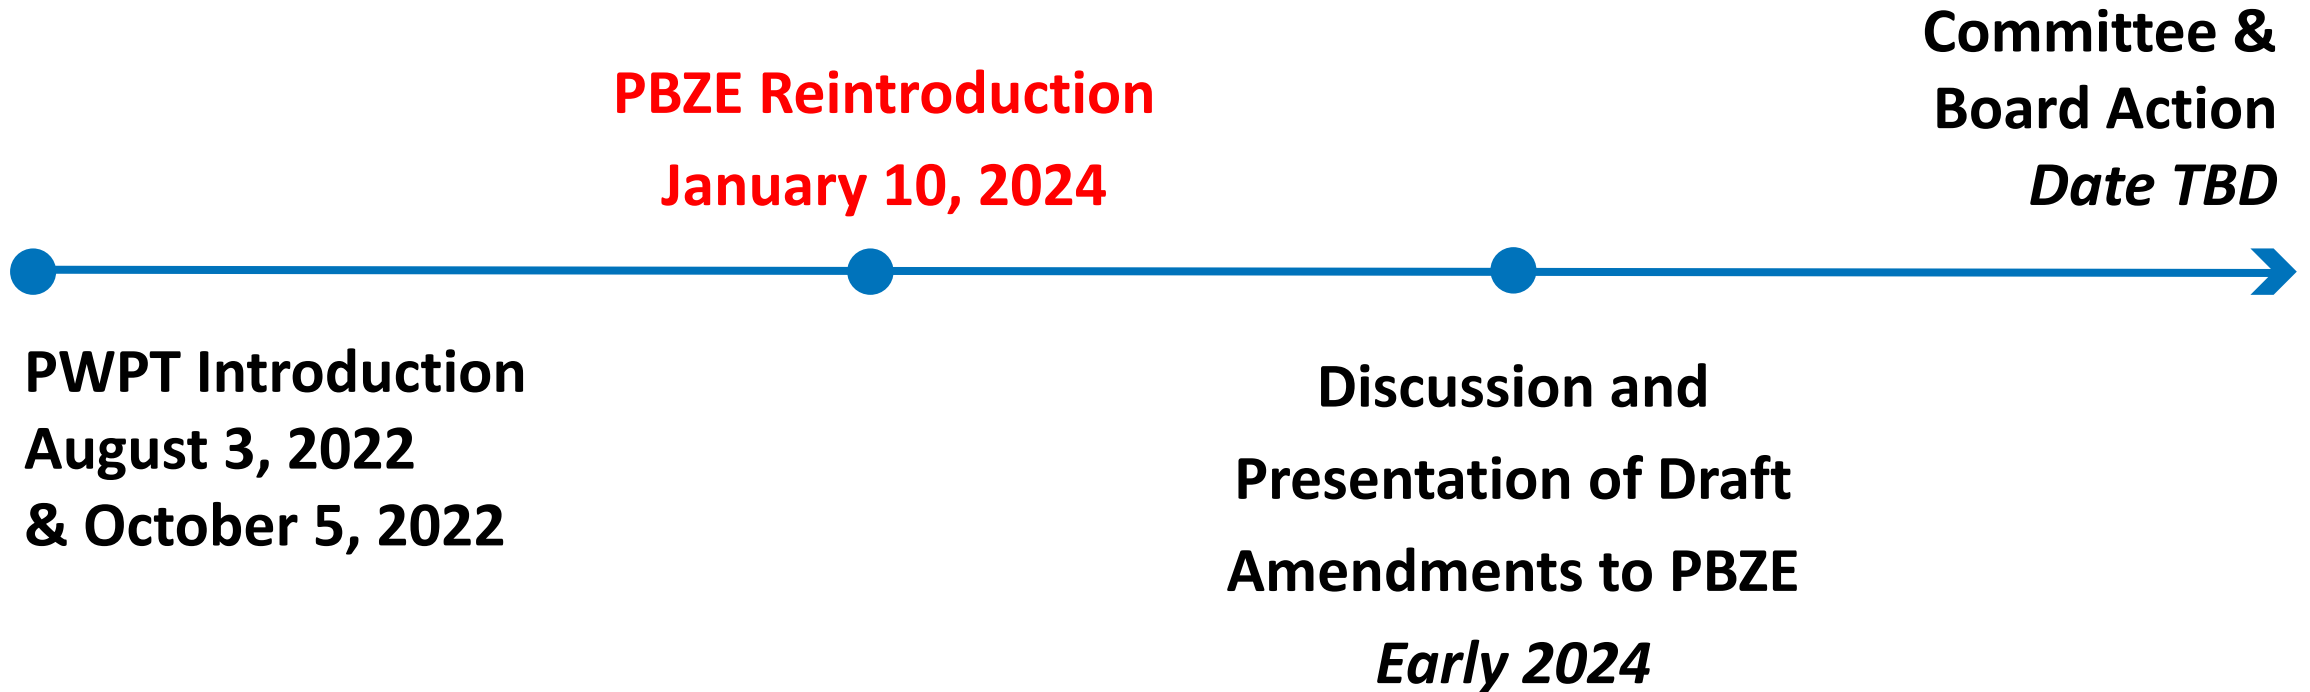 PWPT Introduction
August 3, 2022
& October 5, 2022
PBZE Reintroduction
January 10, 2024
Discussion and
Presentation of Draft
Amendments to PBZE
Early 2024
Committee &
Board Action
Date TBD